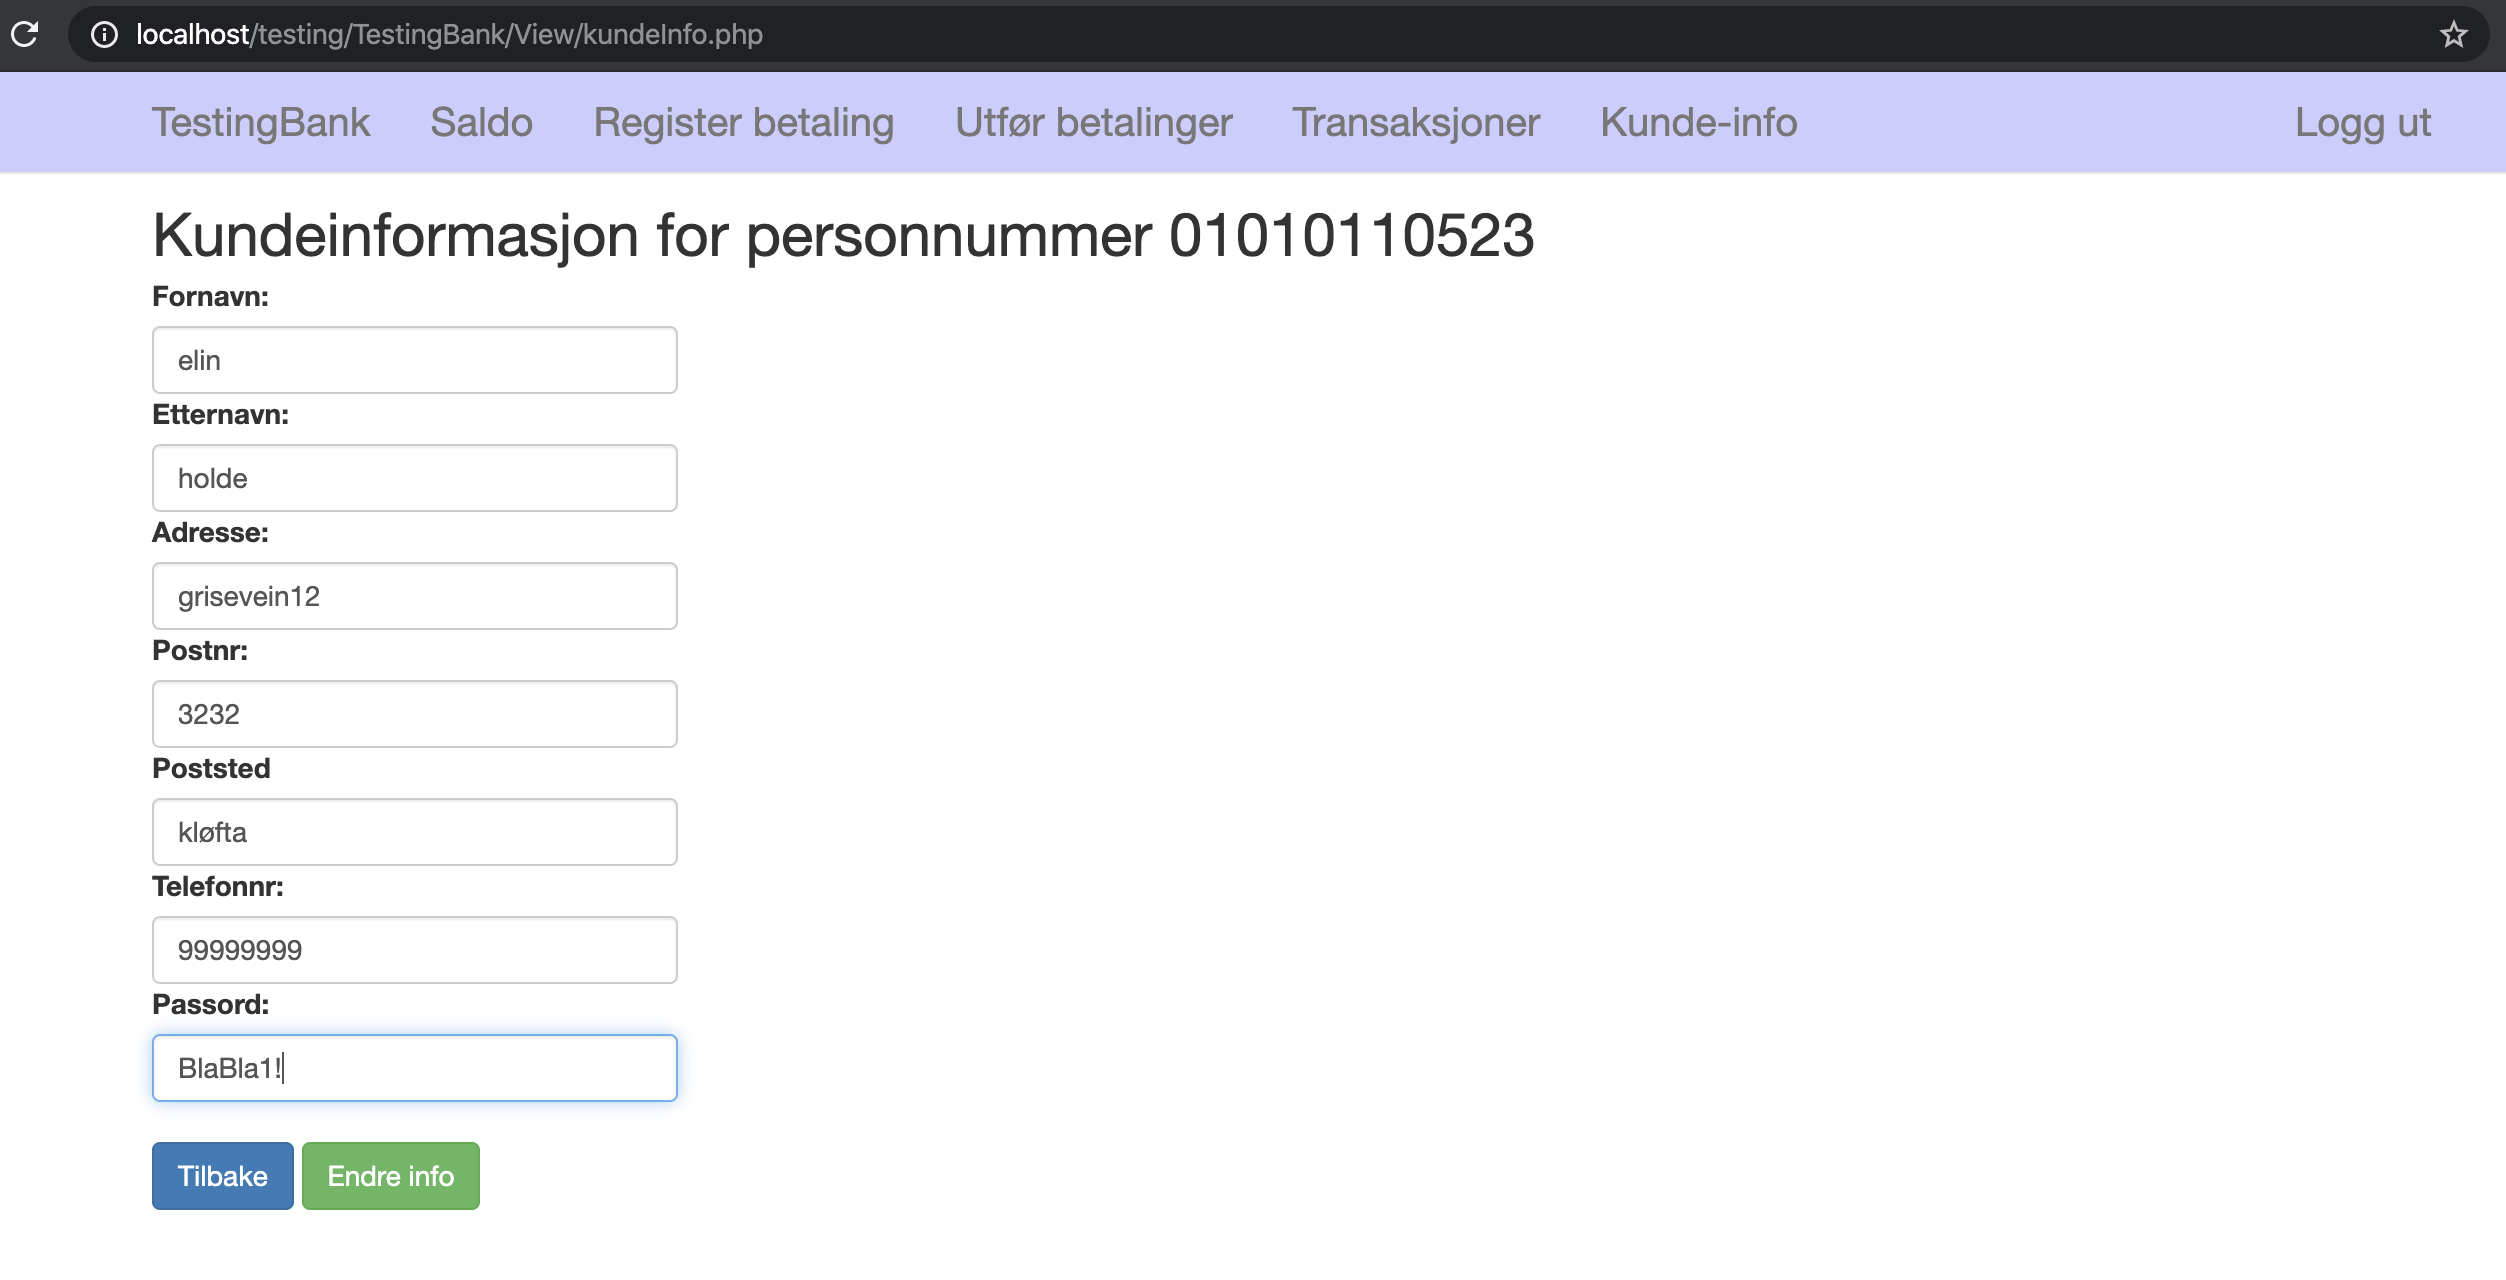 localhost/testing/TestingBank/View/kundeInfo.php
TestingBank Saldo Register betaling Utfør betalinger Transaksjoner Kunde-info Logg ut
Kundeinformasjon for personnummer 01010110523
Fornavn:
elin
Etternavn:
holde
Adresse:
grisevein12
Postnr:
3232
Poststed
kløfta
Telefonnr:
99999999
Passord:
BlaBla1!
Tilbake Endre info